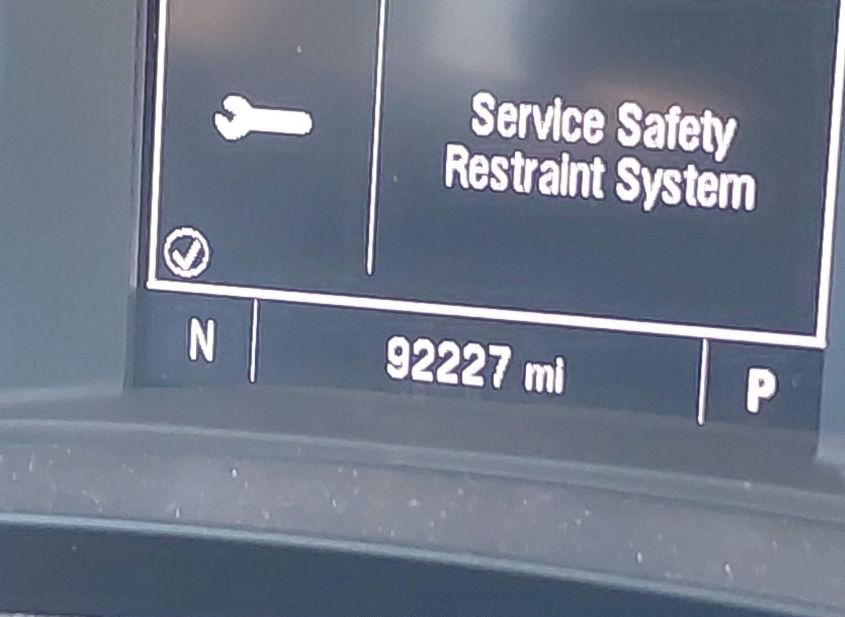 Service Safety
Restraint System
N
92227 mi
P